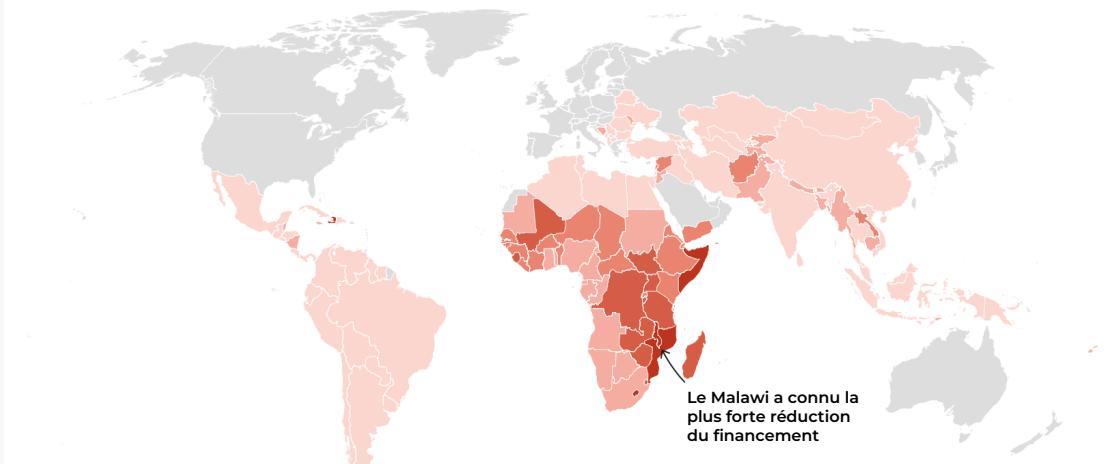 Le Malawi a connu la
plus forte réduction
du financement